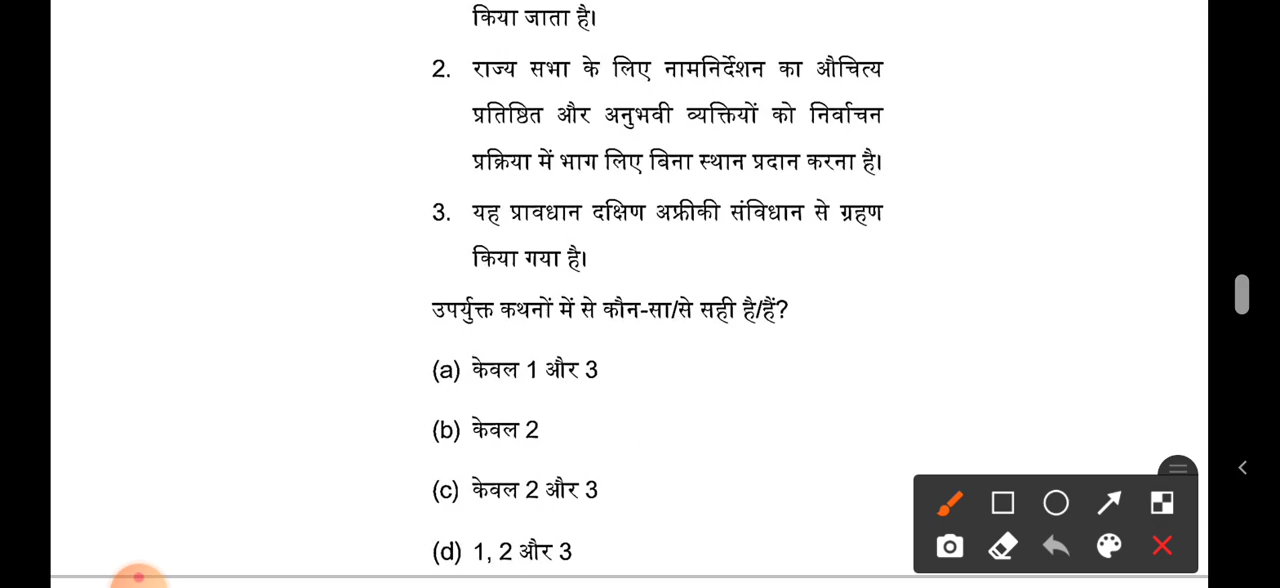 किया जाता है।
2. राज्य सभा के लिए नामनिर्देशन का औचित्य
प्रतिष्ठित और अनुभवी व्यक्तियों को निर्वाचन
प्रक्रिया में भाग लिए बिना स्थान प्रदान करना है।
3. यह प्रावधान दक्षिण अफ्रीकी संविधान से ग्रहण
किया गया है।
उपर्युक्त कथनों में से कौन-सा/से सही है/हैं?
(a) केवल 1 और 3
(b) केवल 2
(c) केवल 2 और 3
(d) 1, 2 और 3